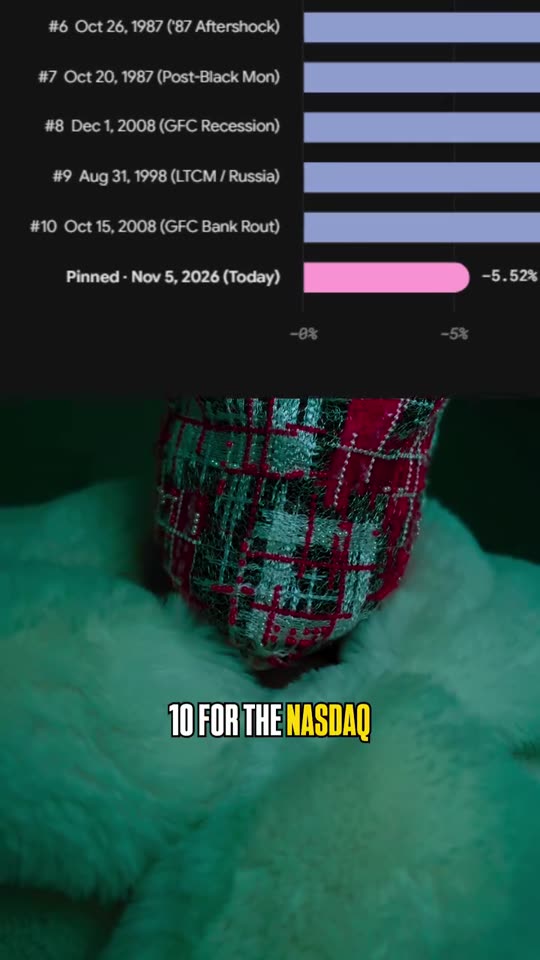 #6 Oct 26, 1987 ('87 Aftershock)
#7 Oct 20, 1987 (Post-Black Mon)
#8 Dec 1, 2008 (GFC Recession)
#9 Aug 31, 1998 (LTCM / Russia)
#10 Oct 15, 2008 (GFC Bank Rout)
Pinned · Nov 5, 2026 (Today)
-5.52%
-0%
-5%
10 FOR THE NASDAQ